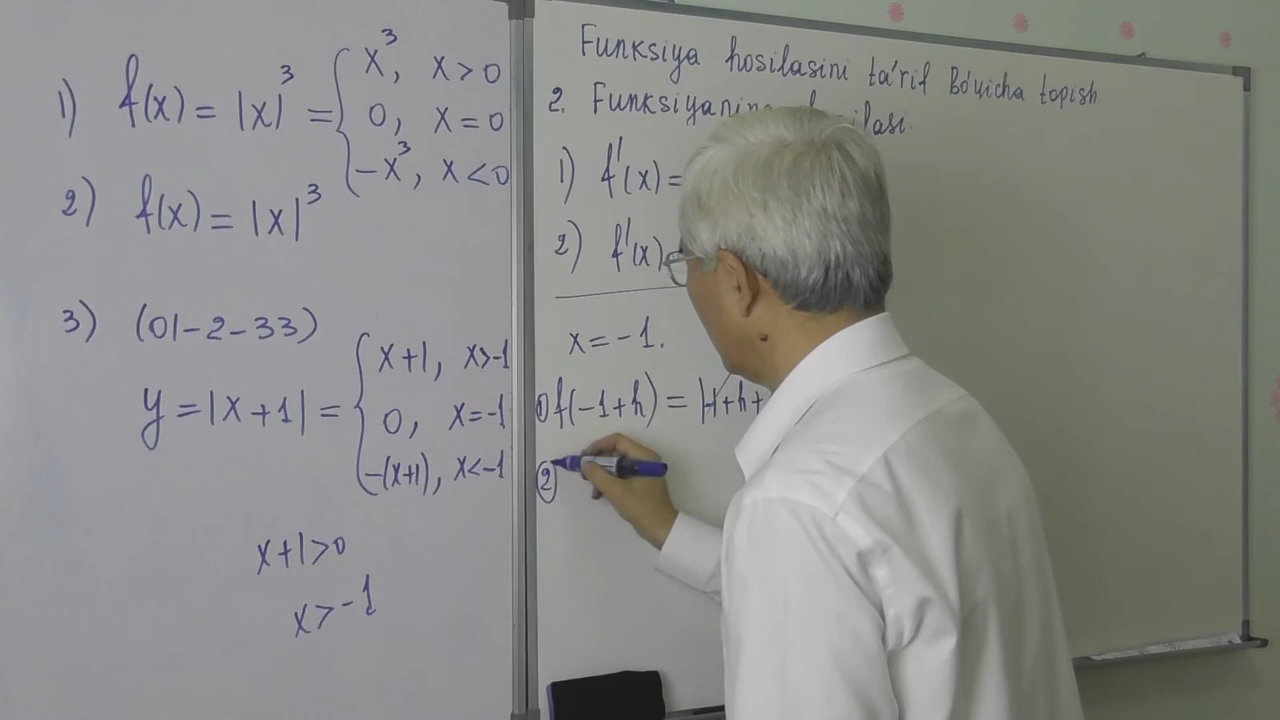 1) f(x) = |x|³ = { x³, x > 0
0, x = 0
-x³, x < 0
2) f(x) = |x|³
3) (01-2-33)
y = |x+1| = { x+1, x>-1
0, x=-1
-(x+1), x<-1
x+1>0
x>-1
Funksiya hosilasini ta'rif Bo'yicha topish
2. Funksiyaning
1) f'(x) =
2) f'(x)
x = -1.
① f(-1+h) = |-1+h+
②